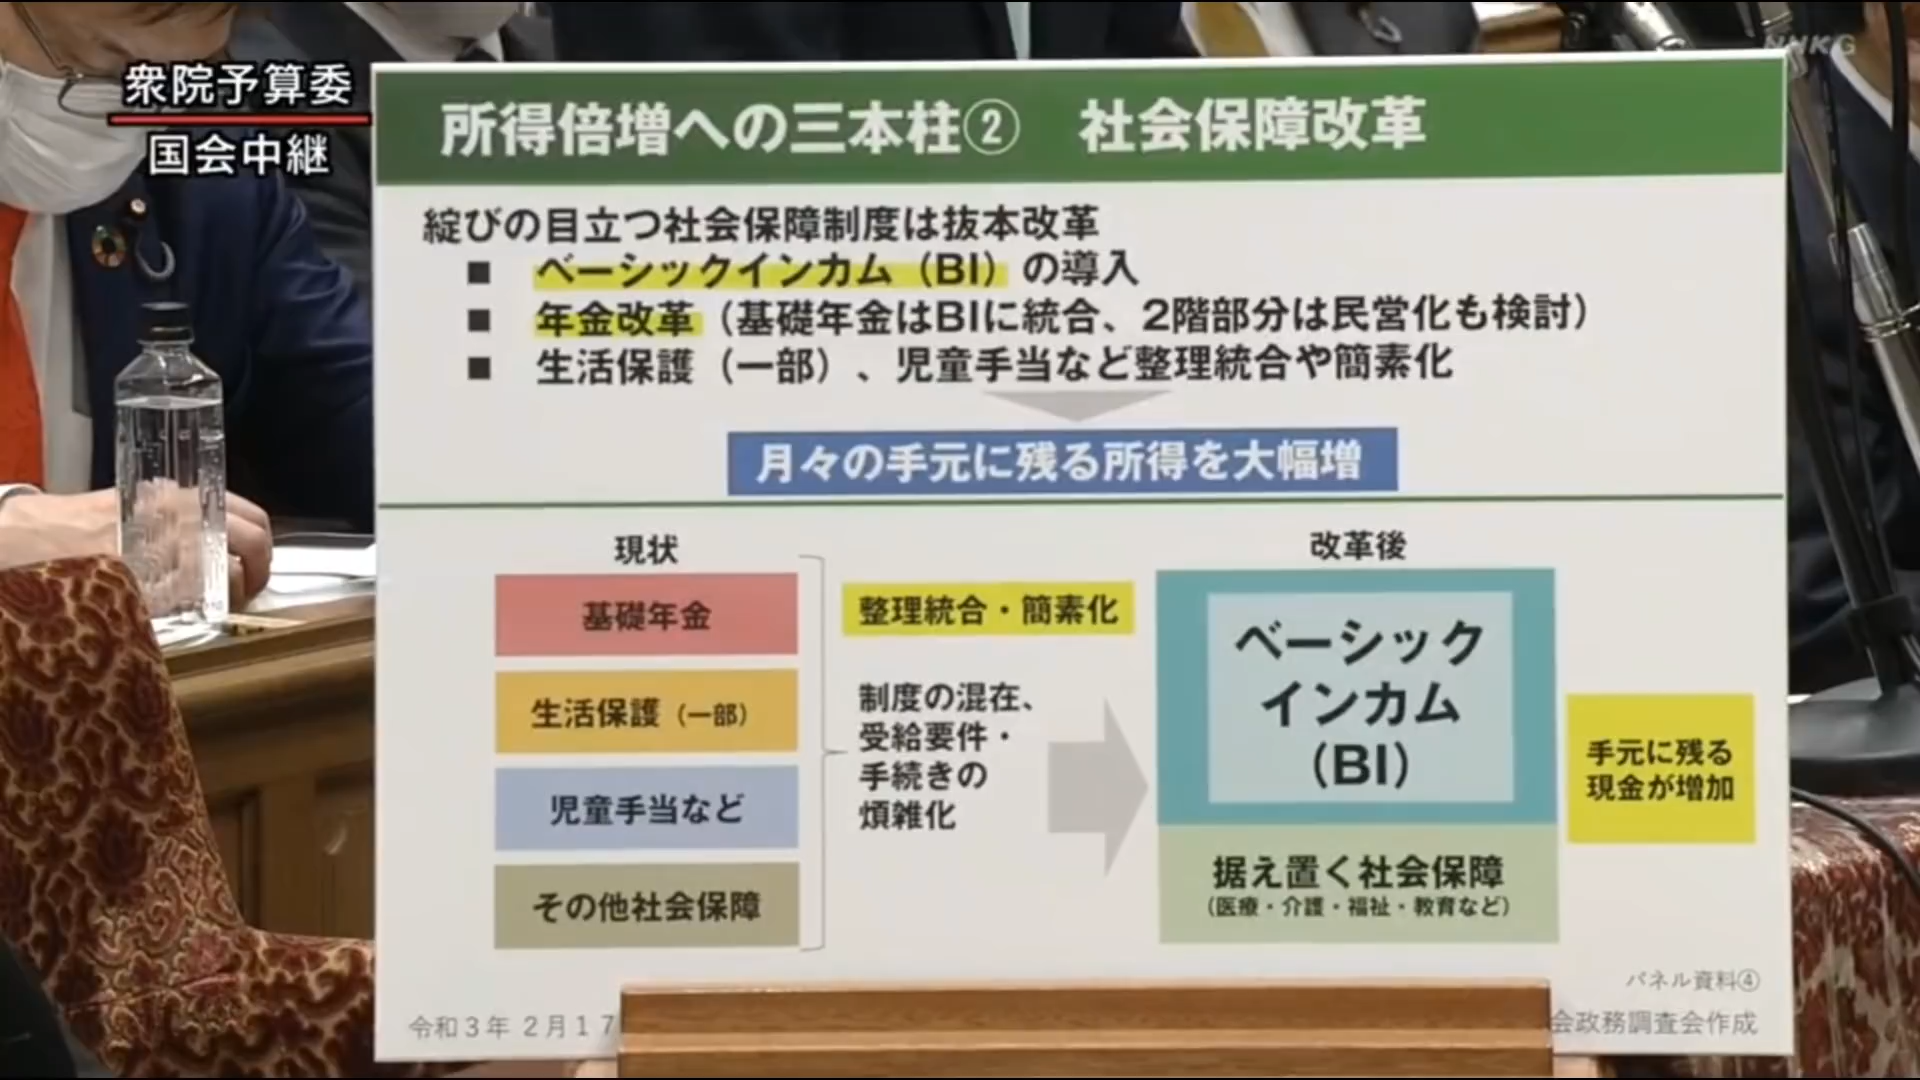 衆院予算委
国会中継
NHKG
所得倍増への三本柱② 社会保障改革
綻びの目立つ社会保障制度は抜本改革
■ ベーシックインカム（BI）の導入
■ 年金改革（基礎年金はBIに統合、2階部分は民営化も検討）
■ 生活保護（一部）、児童手当など整理統合や簡素化
月々の手元に残る所得を大幅増
現状
基礎年金
生活保護（一部）
児童手当など
その他社会保障
整理統合・簡素化
制度の混在、
受給要件・
手続きの
煩雑化
改革後
ベーシック
インカム
（BI）
据え置く社会保障
（医療・介護・福祉・教育など）
手元に残る
現金が増加
パネル資料④
令和3年 2月17
会政務調査会作成